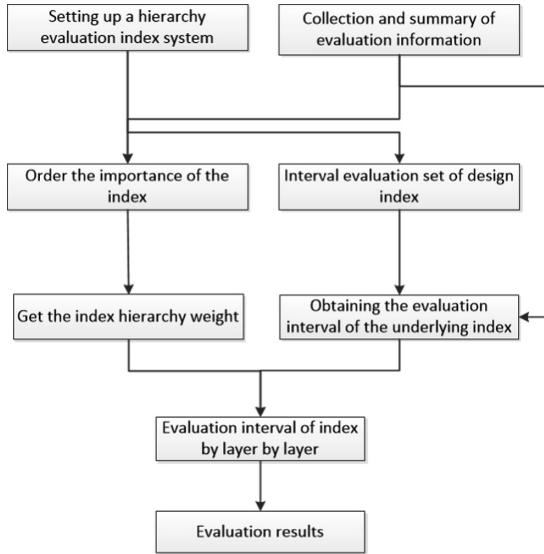 Setting up a hierarchy
evaluation index system
Collection and summary of
evaluation information
Order the importance of the
index
Interval evaluation set of design
index
Get the index hierarchy weight
Obtaining the evaluation
interval of the underlying index
Evaluation interval of index
by layer by layer
Evaluation results